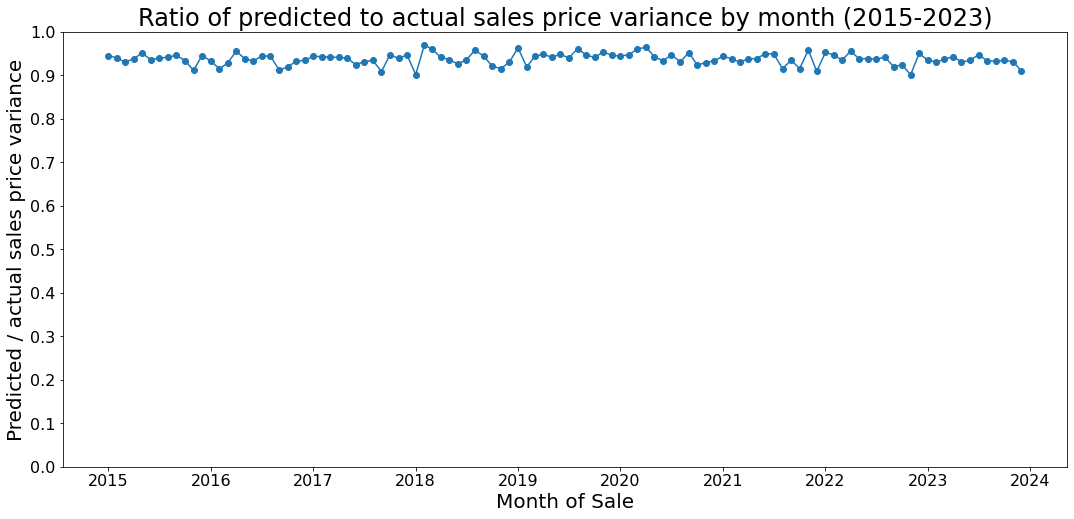 Ratio of predicted to actual sales price variance by month (2015-2023)
Predicted / actual sales price variance
1.0
0.9
0.8
0.7
0.6
0.5
0.4
0.3
0.2
0.1
0.0
2015 2016 2017 2018 2019 2020 2021 2022 2023 2024
Month of Sale